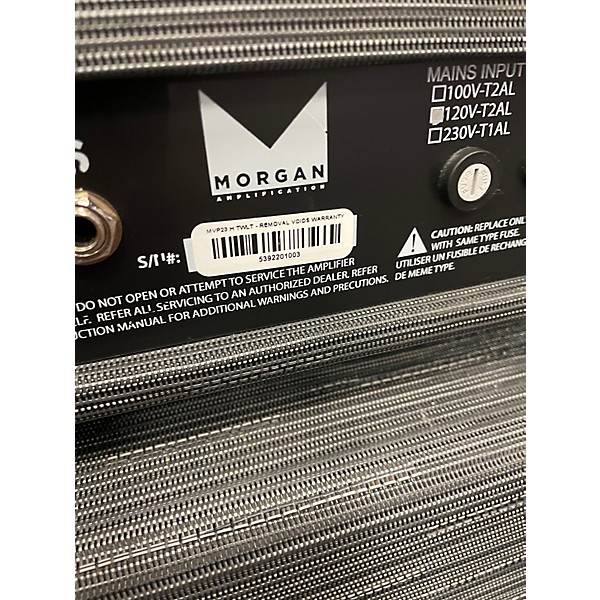 MAINS INPUT
100V-T2AL
120V-T2AL
230V-T1AL
MORGAN
AMPLIFICATION
MVP23 H TWLT - REMOVAL VOIDS WARRANTY
S/N#:
5392201003
CAUTION: REPLACE ONLY
WITH SAME TYPE FUSE.
UTILISER UN FUSIBLE DE RECHANG
DE MEME TYPE.
DO NOT OPEN OR ATTEMPT TO SERVICE THE AMPLIFIER
ELF. REFER ALL SERVICING TO AN AUTHORIZED DEALER. REFER
UCTION MANUAL FOR ADDITIONAL WARNINGS AND PRECUTIONS.